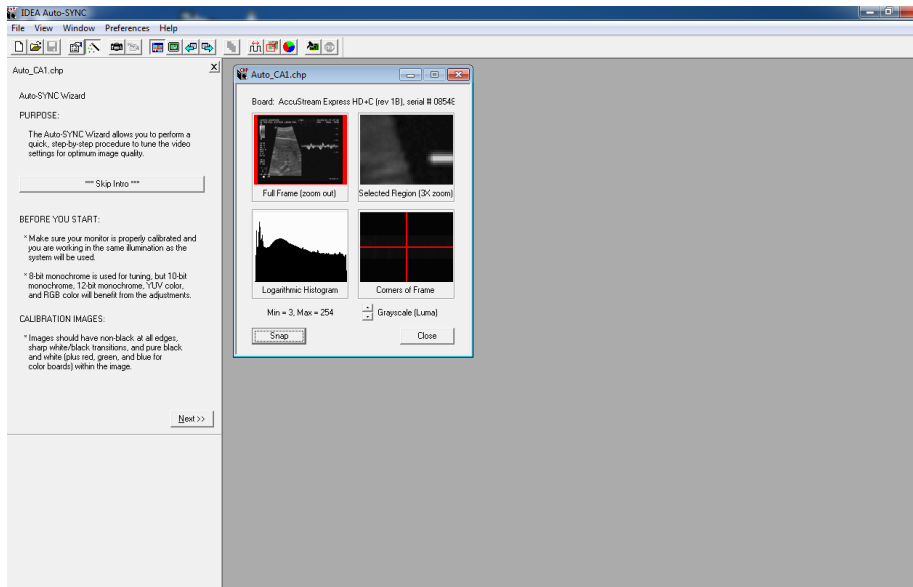 IDEA Auto-SYNC
File View Window Preferences Help
Auto_CA1.chp
Auto-SYNC Wizard
PURPOSE:
The Auto-SYNC Wizard allows you to perform a
quick, step-by-step procedure to tune the video
settings for optimum image quality.
*** Skip Intro ***
BEFORE YOU START:
* Make sure your monitor is properly calibrated and
you are working in the same illumination as the
system will be used.
* 8-bit monochrome is used for tuning, but 10-bit
monochrome, 12-bit monochrome, YUV color,
and RGB color will benefit from the adjustments.
CALIBRATION IMAGES:
* Images should have non-black at all edges,
sharp white/black transitions, and pure black
and white (plus red, green, and blue for
color boards) within the image.
Next >>
Auto_CA1.chp
Board: AccuStream Express HD+C (rev 1B), serial # 0854E
Full Frame (zoom out)
Selected Region (3X zoom)
Logarithmic Histogram
Corners of Frame
Min = 3, Max = 254
Grayscale (Luma)
Snap
Close